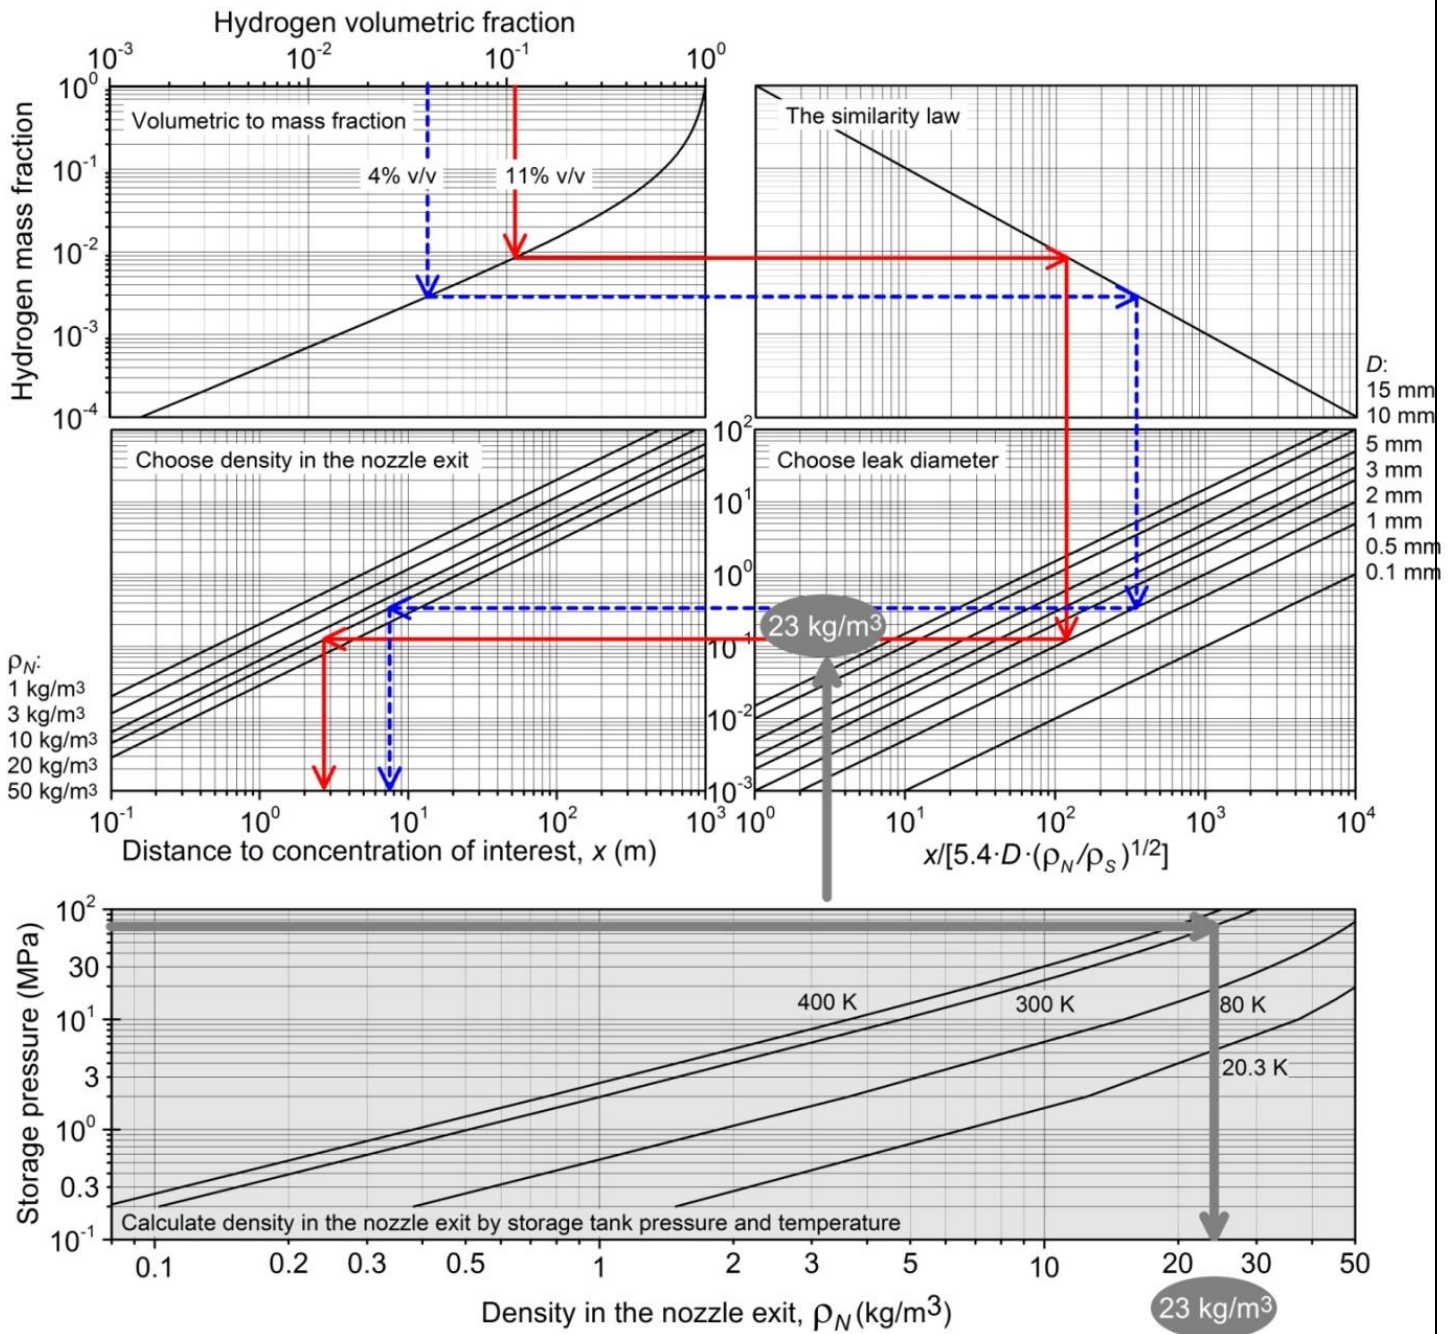 Hydrogen volumetric fraction
10⁻³ 10⁻² 10⁻¹ 10⁰
Hydrogen mass fraction
10⁰
10⁻¹
10⁻²
10⁻³
10⁻⁴
Volumetric to mass fraction
4% v/v 11% v/v
The similarity law
D:
15 mm
10 mm
5 mm
3 mm
2 mm
1 mm
0.5 mm
0.1 mm
Choose density in the nozzle exit
Choose leak diameter
10²
10¹
10⁰
10⁻¹
10⁻²
10⁻³
23 kg/m³
ρN:
1 kg/m³
3 kg/m³
10 kg/m³
20 kg/m³
50 kg/m³
10⁻¹ 10⁰ 10¹ 10² 10³
Distance to concentration of interest, x (m)
10⁰ 10¹ 10² 10³ 10⁴
x/[5.4·D·(ρN/ρS)¹ᐟ²]
Storage pressure (MPa)
10²
30
10¹
3
10⁰
0.3
10⁻¹
400 K
300 K
80 K
20.3 K
Calculate density in the nozzle exit by storage tank pressure and temperature
0.1 0.2 0.3 0.5 1 2 3 5 10 20 30 50
Density in the nozzle exit, ρN (kg/m³)
23 kg/m³